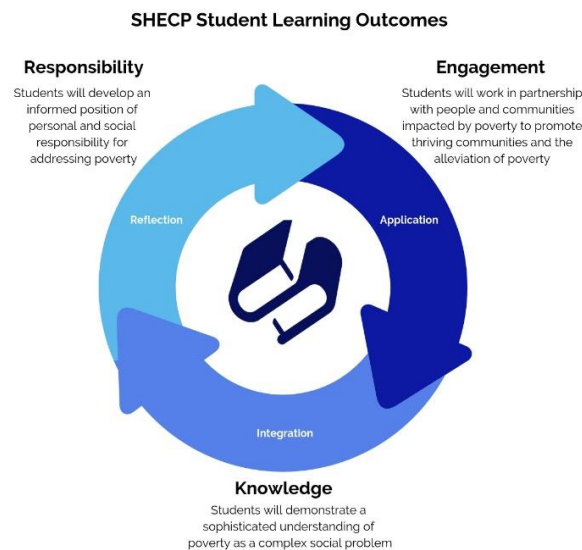 SHECP Student Learning Outcomes
Responsibility
Students will develop an
informed position of
personal and social
responsibility for
addressing poverty
Engagement
Students will work in partnership
with people and communities
impacted by poverty to promote
thriving communities and the
alleviation of poverty
Reflection
Application
Integration
Knowledge
Students will demonstrate a
sophisticated understanding of
poverty as a complex social problem